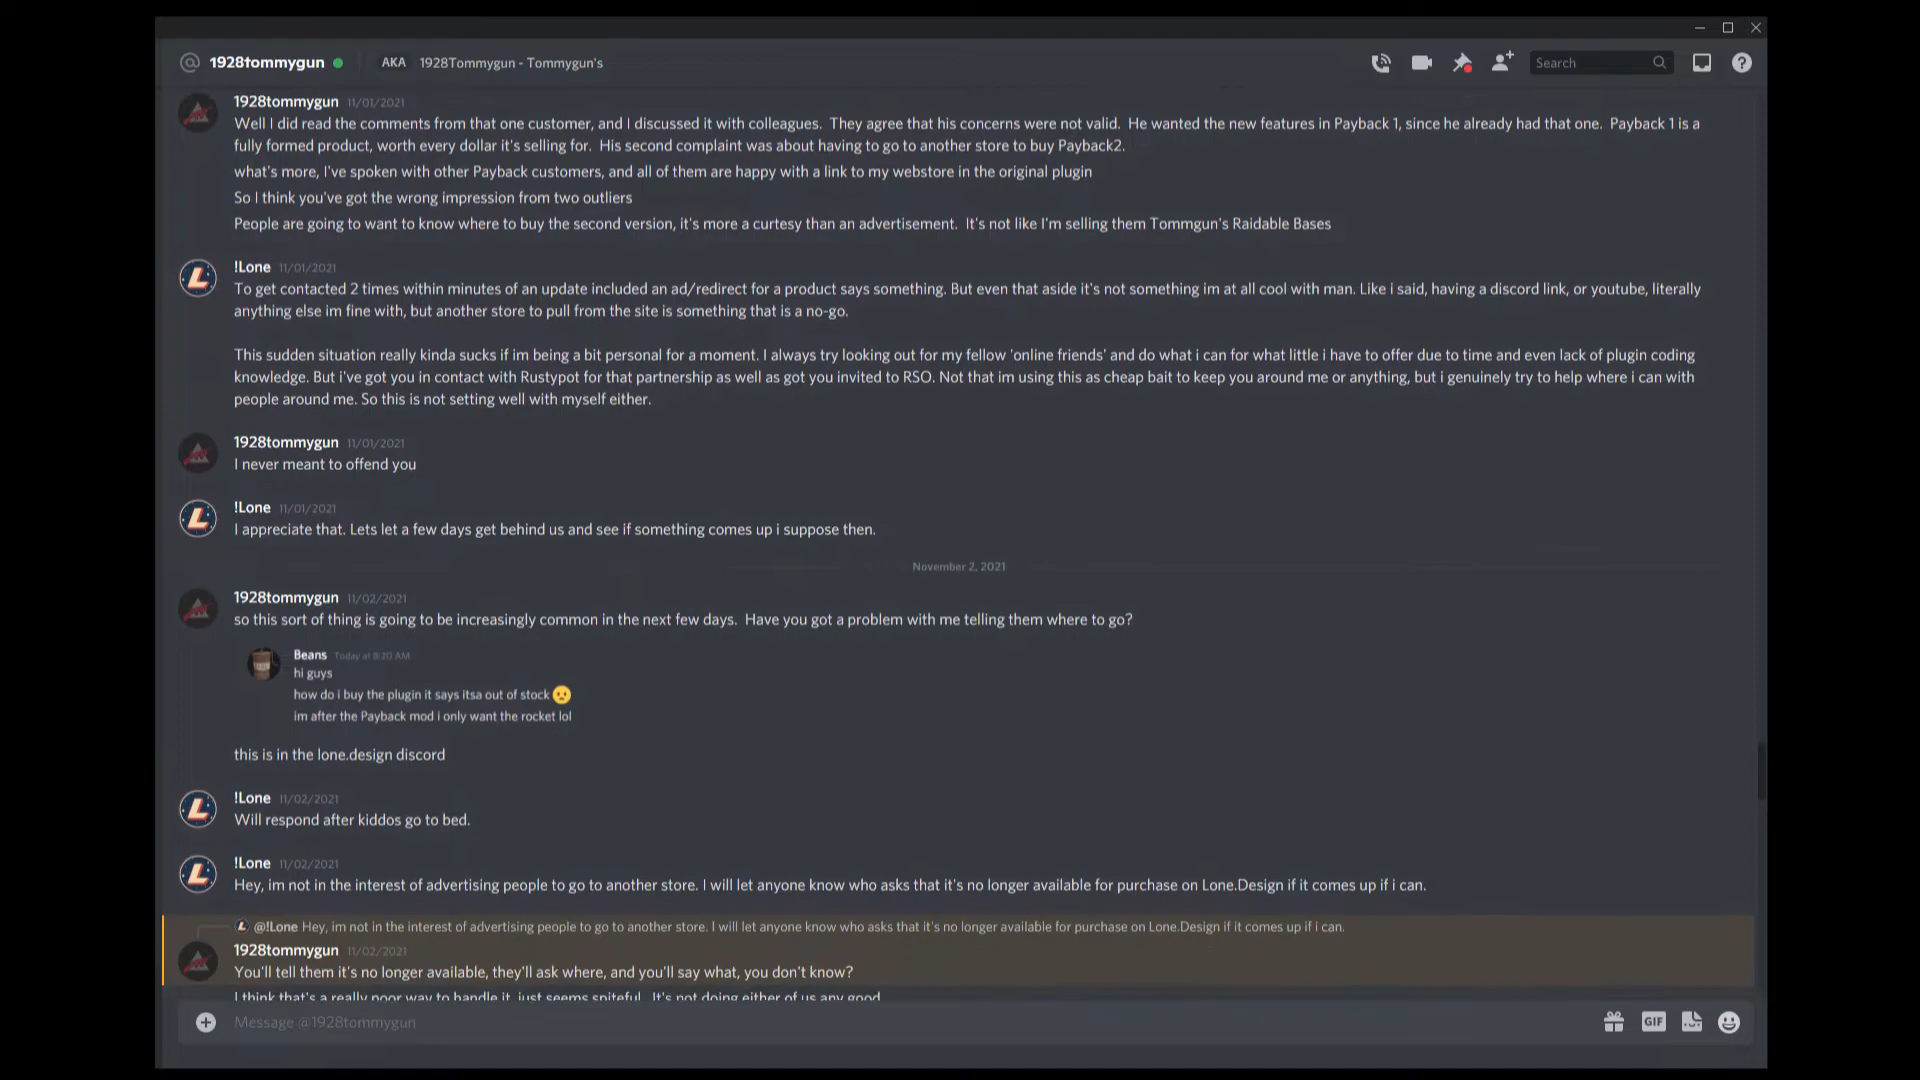 1928tommygun
AKA 1928Tommygun - Tommygun's
Search
1928tommygun 11/01/2021
Well I did read the comments from that one customer, and I discussed it with colleagues. They agree that his concerns were not valid. He wanted the new features in Payback 1, since he already had that one. Payback 1 is a
fully formed product, worth every dollar it's selling for. His second complaint was about having to go to another store to buy Payback2.
what's more, I've spoken with other Payback customers, and all of them are happy with a link to my webstore in the original plugin
So I think you've got the wrong impression from two outliers
People are going to want to know where to buy the second version, it's more a curtesy than an advertisement. It's not like I'm selling them Tommgun's Raidable Bases
!Lone 11/01/2021
To get contacted 2 times within minutes of an update included an ad/redirect for a product says something. But even that aside it's not something im at all cool with man. Like i said, having a discord link, or youtube, literally
anything else im fine with, but another store to pull from the site is something that is a no-go.
This sudden situation really kinda sucks if im being a bit personal for a moment. I always try looking out for my fellow 'online friends' and do what i can for what little i have to offer due to time and even lack of plugin coding
knowledge. But i've got you in contact with Rustypot for that partnership as well as got you invited to RSO. Not that im using this as cheap bait to keep you around me or anything, but i genuinely try to help where i can with
people around me. So this is not setting well with myself either.
1928tommygun 11/01/2021
I never meant to offend you
!Lone 11/01/2021
I appreciate that. Lets let a few days get behind us and see if something comes up i suppose then.
November 2, 2021
1928tommygun 11/02/2021
so this sort of thing is going to be increasingly common in the next few days. Have you got a problem with me telling them where to go?
Beans Today at 8:20 AM
hi guys
how do i buy the plugin it says itsa out of stock
im after the Payback mod i only want the rocket lol
this is in the lone.design discord
!Lone 11/02/2021
Will respond after kiddos go to bed.
!Lone 11/02/2021
Hey, im not in the interest of advertising people to go to another store. I will let anyone know who asks that it's no longer available for purchase on Lone.Design if it comes up if i can.
@!Lone Hey, im not in the interest of advertising people to go to another store. I will let anyone know who asks that it's no longer available for purchase on Lone.Design if it comes up if i can.
1928tommygun 11/02/2021
You'll tell them it's no longer available, they'll ask where, and you'll say what, you don't know?
I think that's a really poor way to handle it, just seems spiteful. It's not doing either of us any good
Message @1928tommygun
GIF